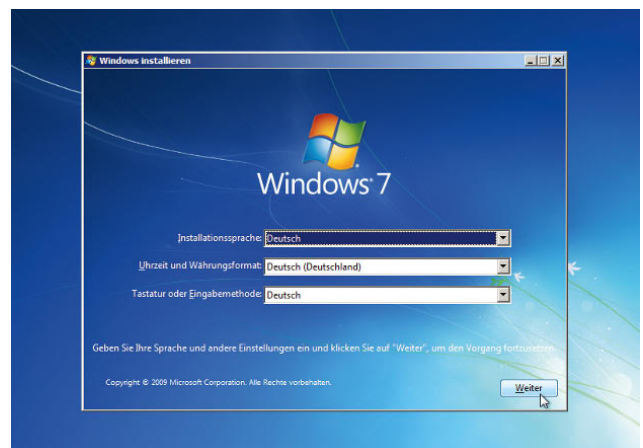 Windows installieren
Windows 7
Installationssprache: Deutsch
Uhrzeit und Währungsformat: Deutsch (Deutschland)
Tastatur oder Eingabemethode: Deutsch
Geben Sie Ihre Sprache und andere Einstellungen ein und klicken Sie auf "Weiter", um den Vorgang fortzusetzen.
Copyright © 2009 Microsoft Corporation. Alle Rechte vorbehalten.
Weiter